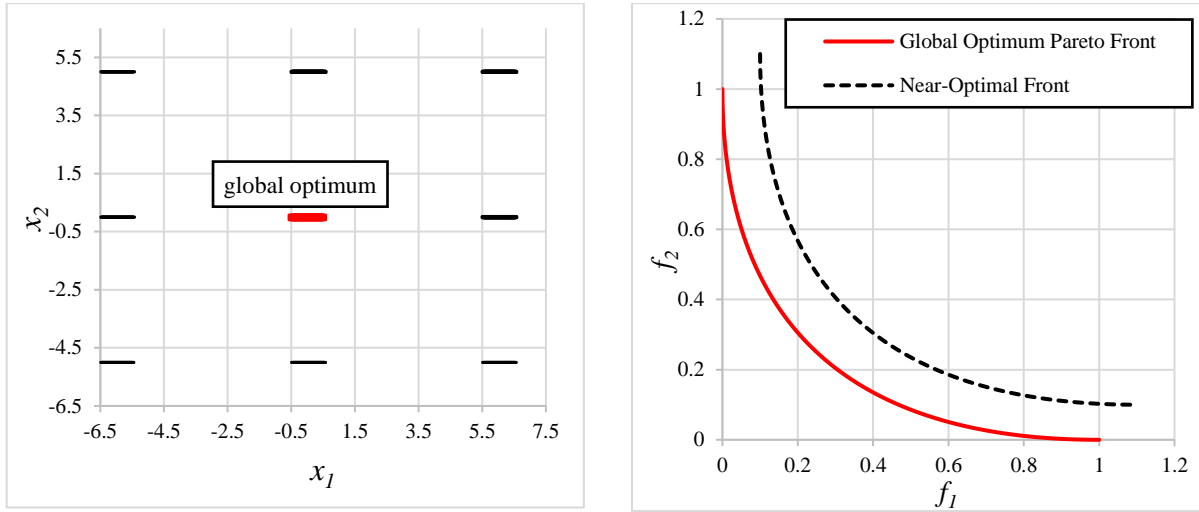 5.5
3.5
1.5
-0.5
-2.5
-4.5
-6.5
x2
global optimum
-6.5 -4.5 -2.5 -0.5 1.5 3.5 5.5 7.5
x1
1.2
1
0.8
0.6
0.4
0.2
0
f2
Global Optimum Pareto Front
Near-Optimal Front
0 0.2 0.4 0.6 0.8 1 1.2
f1